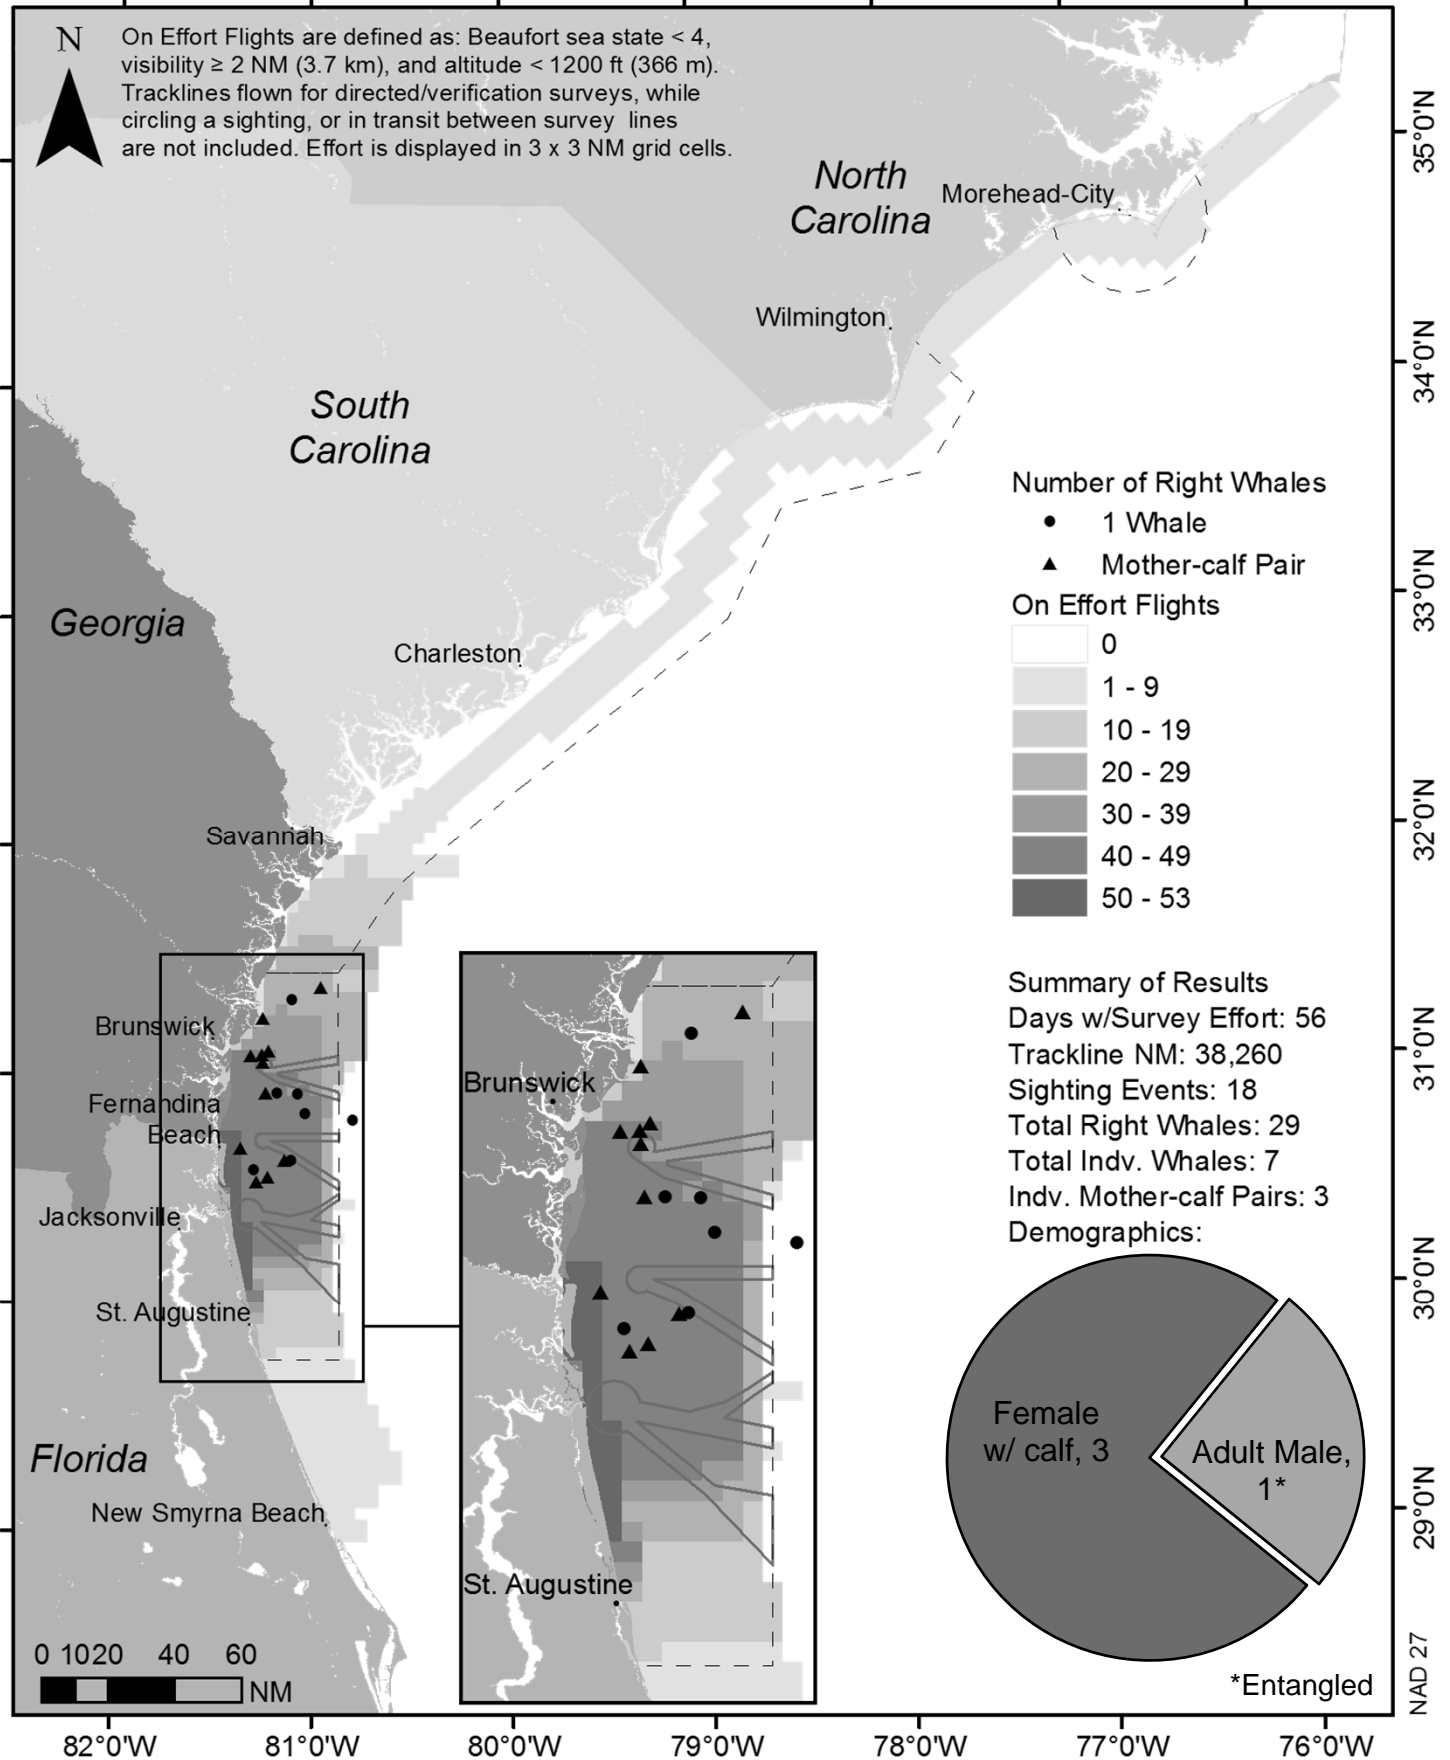 N
On Effort Flights are defined as: Beaufort sea state < 4,
visibility ≥ 2 NM (3.7 km), and altitude < 1200 ft (366 m).
Tracklines flown for directed/verification surveys, while
circling a sighting, or in transit between survey lines
are not included. Effort is displayed in 3 x 3 NM grid cells.
North
Carolina
Morehead-City
Wilmington
South
Carolina
Georgia
Charleston
Savannah
Brunswick
Fernandina
Beach
Jacksonville
St. Augustine
Florida
New Smyrna Beach
Brunswick
St. Augustine
Number of Right Whales
1 Whale
Mother-calf Pair
On Effort Flights
0
1 - 9
10 - 19
20 - 29
30 - 39
40 - 49
50 - 53
Summary of Results
Days w/Survey Effort: 56
Trackline NM: 38,260
Sighting Events: 18
Total Right Whales: 29
Total Indv. Whales: 7
Indv. Mother-calf Pairs: 3
Demographics:
Female
w/ calf, 3
Adult Male,
1*
*Entangled
NAD 27
0 10 20 40 60
NM
35°0'N
34°0'N
33°0'N
32°0'N
31°0'N
30°0'N
29°0'N
82°0'W 81°0'W 80°0'W 79°0'W 78°0'W 77°0'W 76°0'W